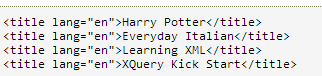 <title lang="en">Harry Potter</title>
<title lang="en">Everyday Italian</title>
<title lang="en">Learning XML</title>
<title lang="en">XQuery Kick Start</title>